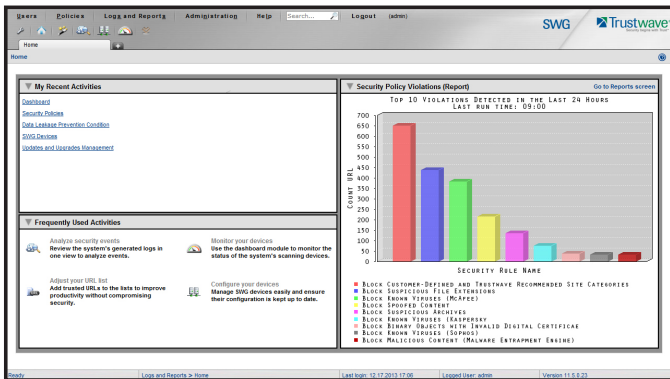 Users Policies Logs and Reports Administration Help Search... Logout (admin)
SWG Trustwave
Home
Home
My Recent Activities
Dashboard
Security Policies
Data Leakage Prevention Condition
SWG Devices
Updates and Upgrades Management
Frequently Used Activities
Analyze security events
Review the system's generated logs in
one view to analyze events.
Monitor your devices
Use the dashboard module to monitor the
status of the system's scanning devices.
Adjust your URL list
Add trusted URLs to the lists to improve
productivity without compromising
security.
Configure your devices
Manage SWG devices easily and ensure
their configuration is kept up to date.
Security Policy Violations (Report) Go to Reports screen
Top 10 Violations Detected in the Last 24 Hours
Last run time: 09:00
Count URL
700
650
600
550
500
450
400
350
300
250
200
150
100
50
0
Security Rule Name
Block Customer-Defined and Trustwave Recommended Site Categories
Block Suspicious File Extensions
Block Known Viruses (McAfee)
Block Spoofed Content
Block Suspicious Archives
Block Known Viruses (Kaspersky
Block Binary Objects with Invalid Digital Certificae
Block Known Viruses (Sophos)
Block Malicious Content (Malware Entrapment Engine)
Ready Logs and Reports > Home Last login: 12.17.2013 17:06 Logged User: admin Version 11.5.0.23